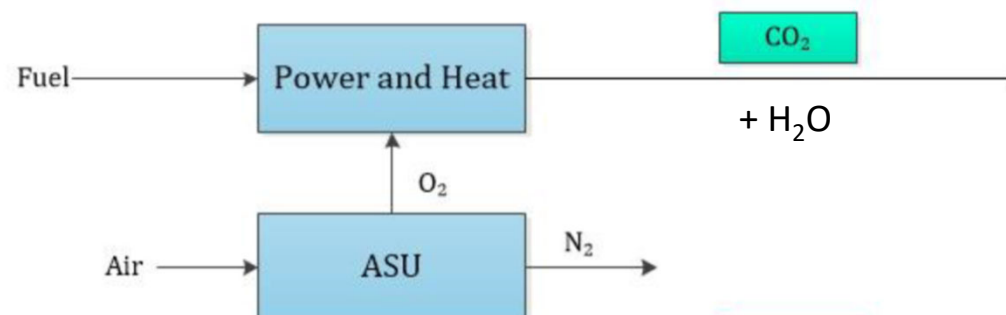 CO₂
Fuel
Power and Heat
+ H₂O
O₂
Air
ASU
N₂